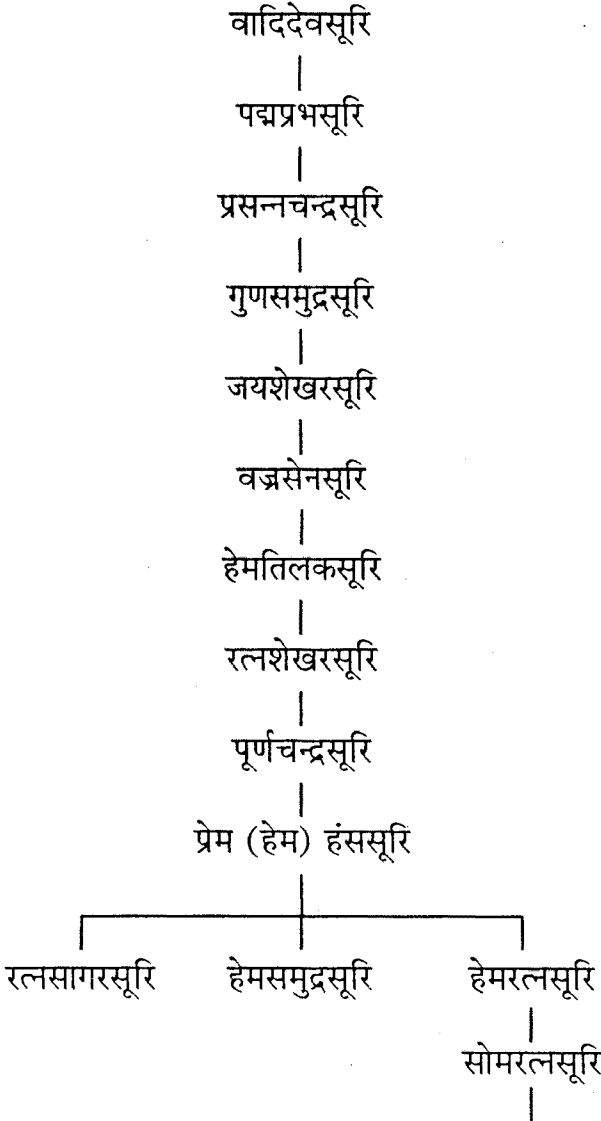 वादिदेवसूरि
पद्मप्रभसूरि
प्रसन्नचन्द्रसूरि
गुणसमुद्रसूरि
जयशेखरसूरि
वज्रसेनसूरि
हेमतिलकसूरि
रत्नशेखरसूरि
पूर्णचन्द्रसूरि
प्रेम (हेम) हंससूरि
रत्नसागरसूरि हेमसमुद्रसूरि हेमरत्नसूरि
सोमरत्नसूरि